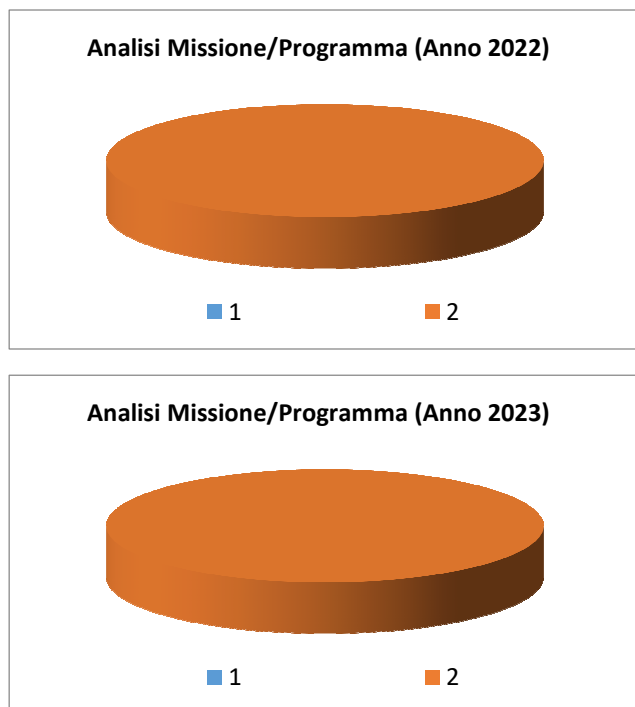 Analisi Missione/Programma (Anno 2022)
1 2
Analisi Missione/Programma (Anno 2023)
1 2